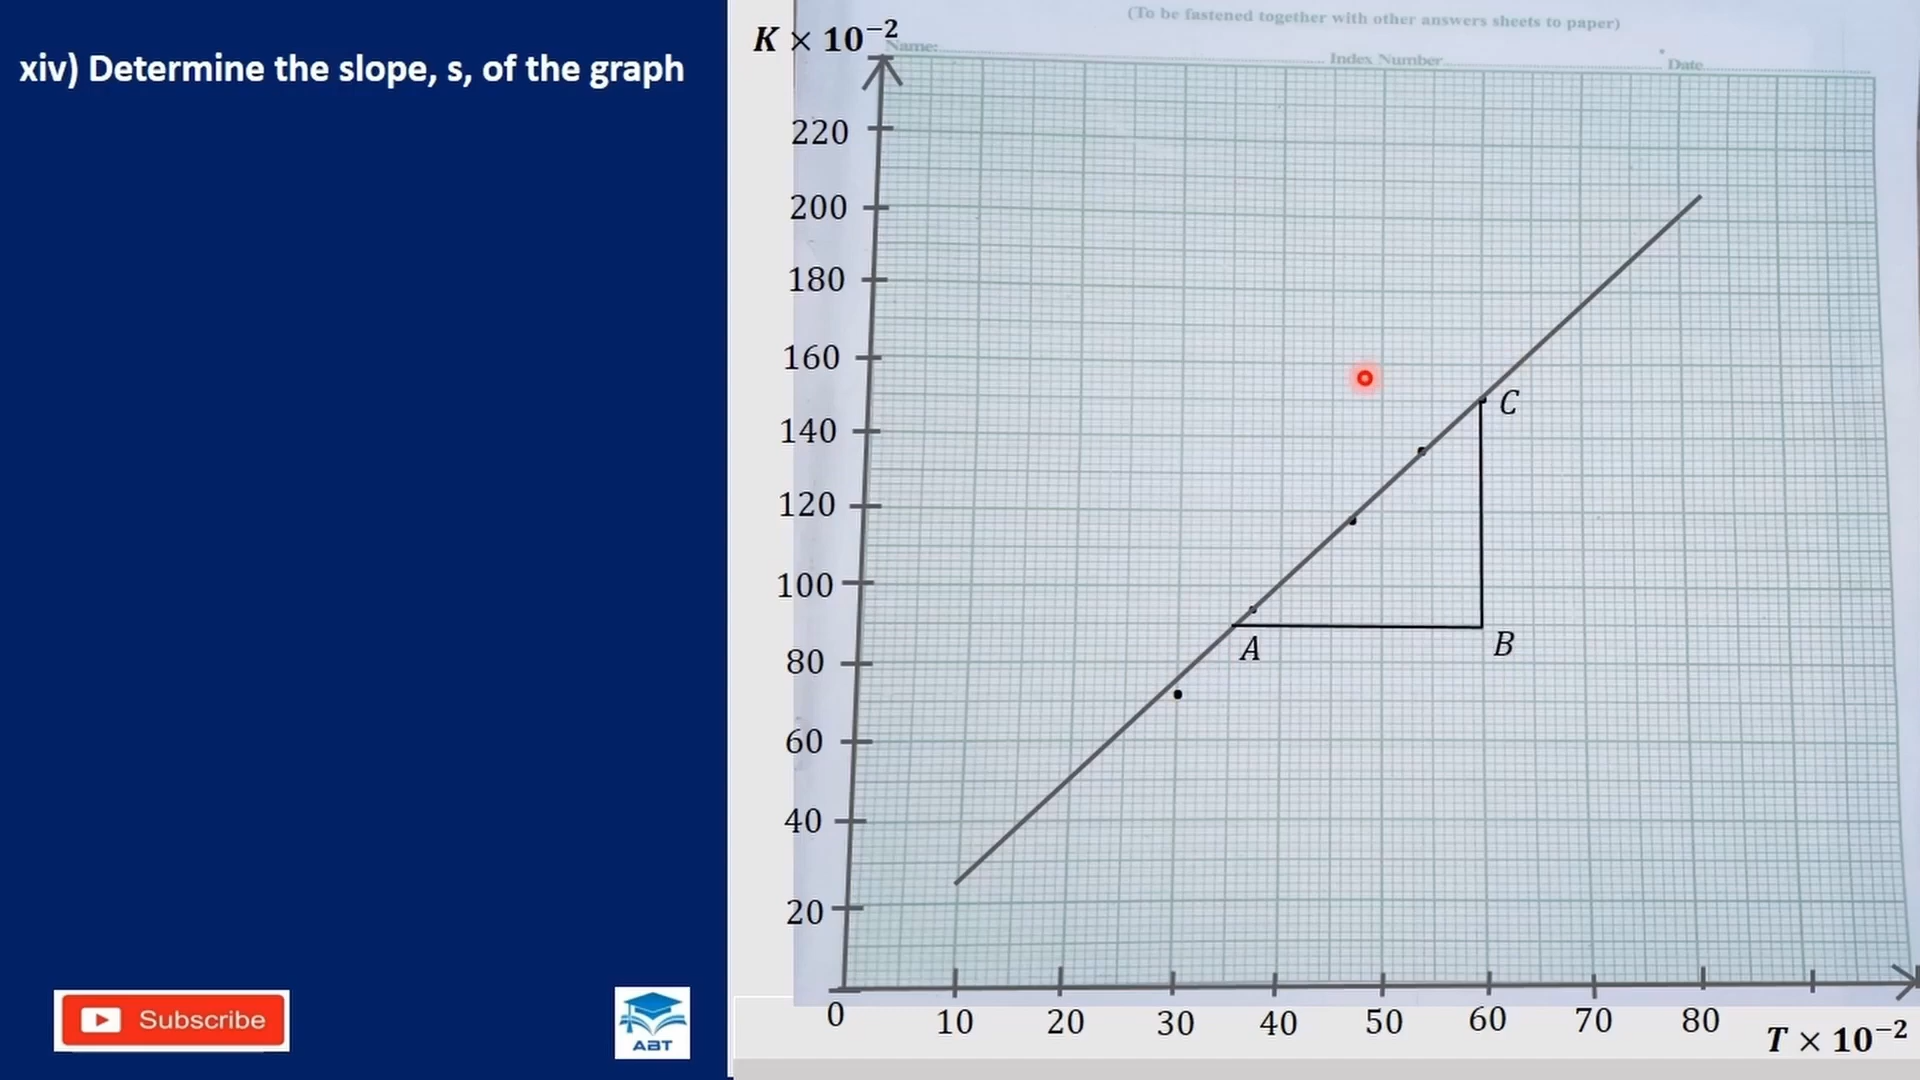 xiv) Determine the slope, s, of the graph
(To be fastened together with other answers sheets to paper)
Name: Index Number Date
K × 10⁻²
220
200
180
160
140
120
100
80
60
40
20
C
A
B
0 10 20 30 40 50 60 70 80
T × 10⁻²
Subscribe
ABT